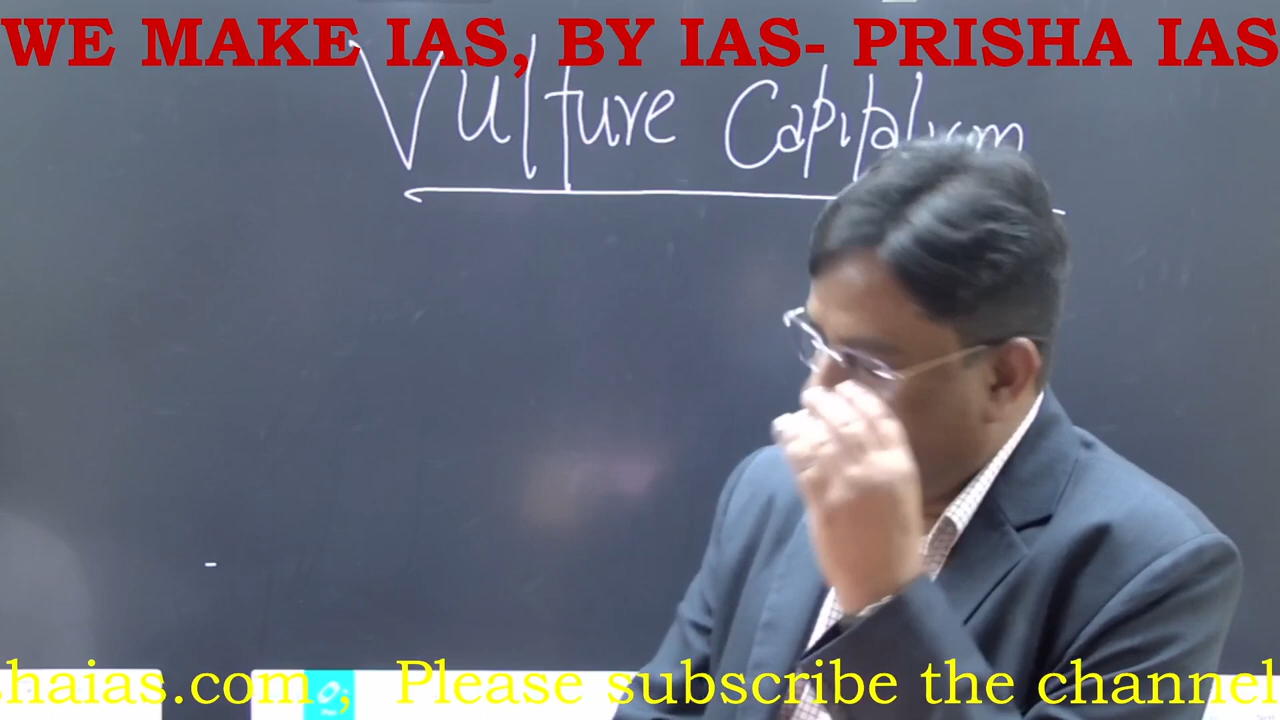 WE MAKE IAS, BY IAS- PRISHA IAS
Vulture Capitalism
haias.com; Please subscribe the channel